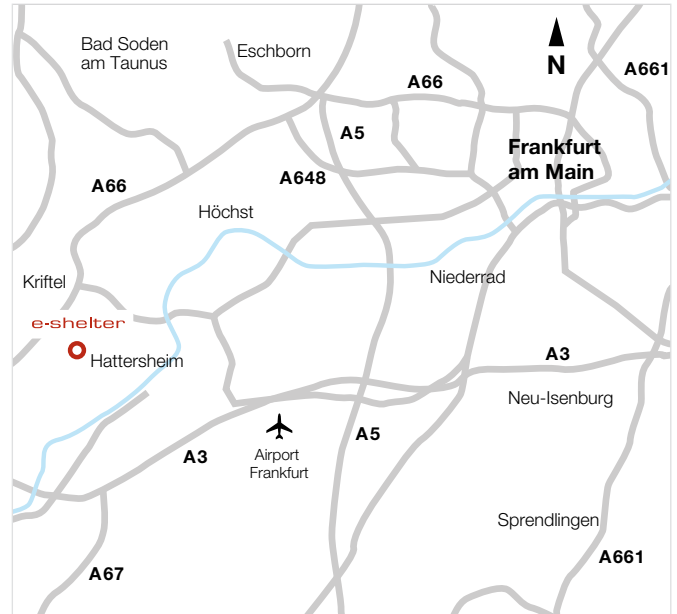 Bad Soden
am Taunus
Eschborn
N
A661
A66
A5
Frankfurt
am Main
A648
A66
Höchst
Kriftel
Niederrad
e-shelter
Hattersheim
A3
Neu-Isenburg
A3
A5
Airport
Frankfurt
Sprendlingen
A661
A67